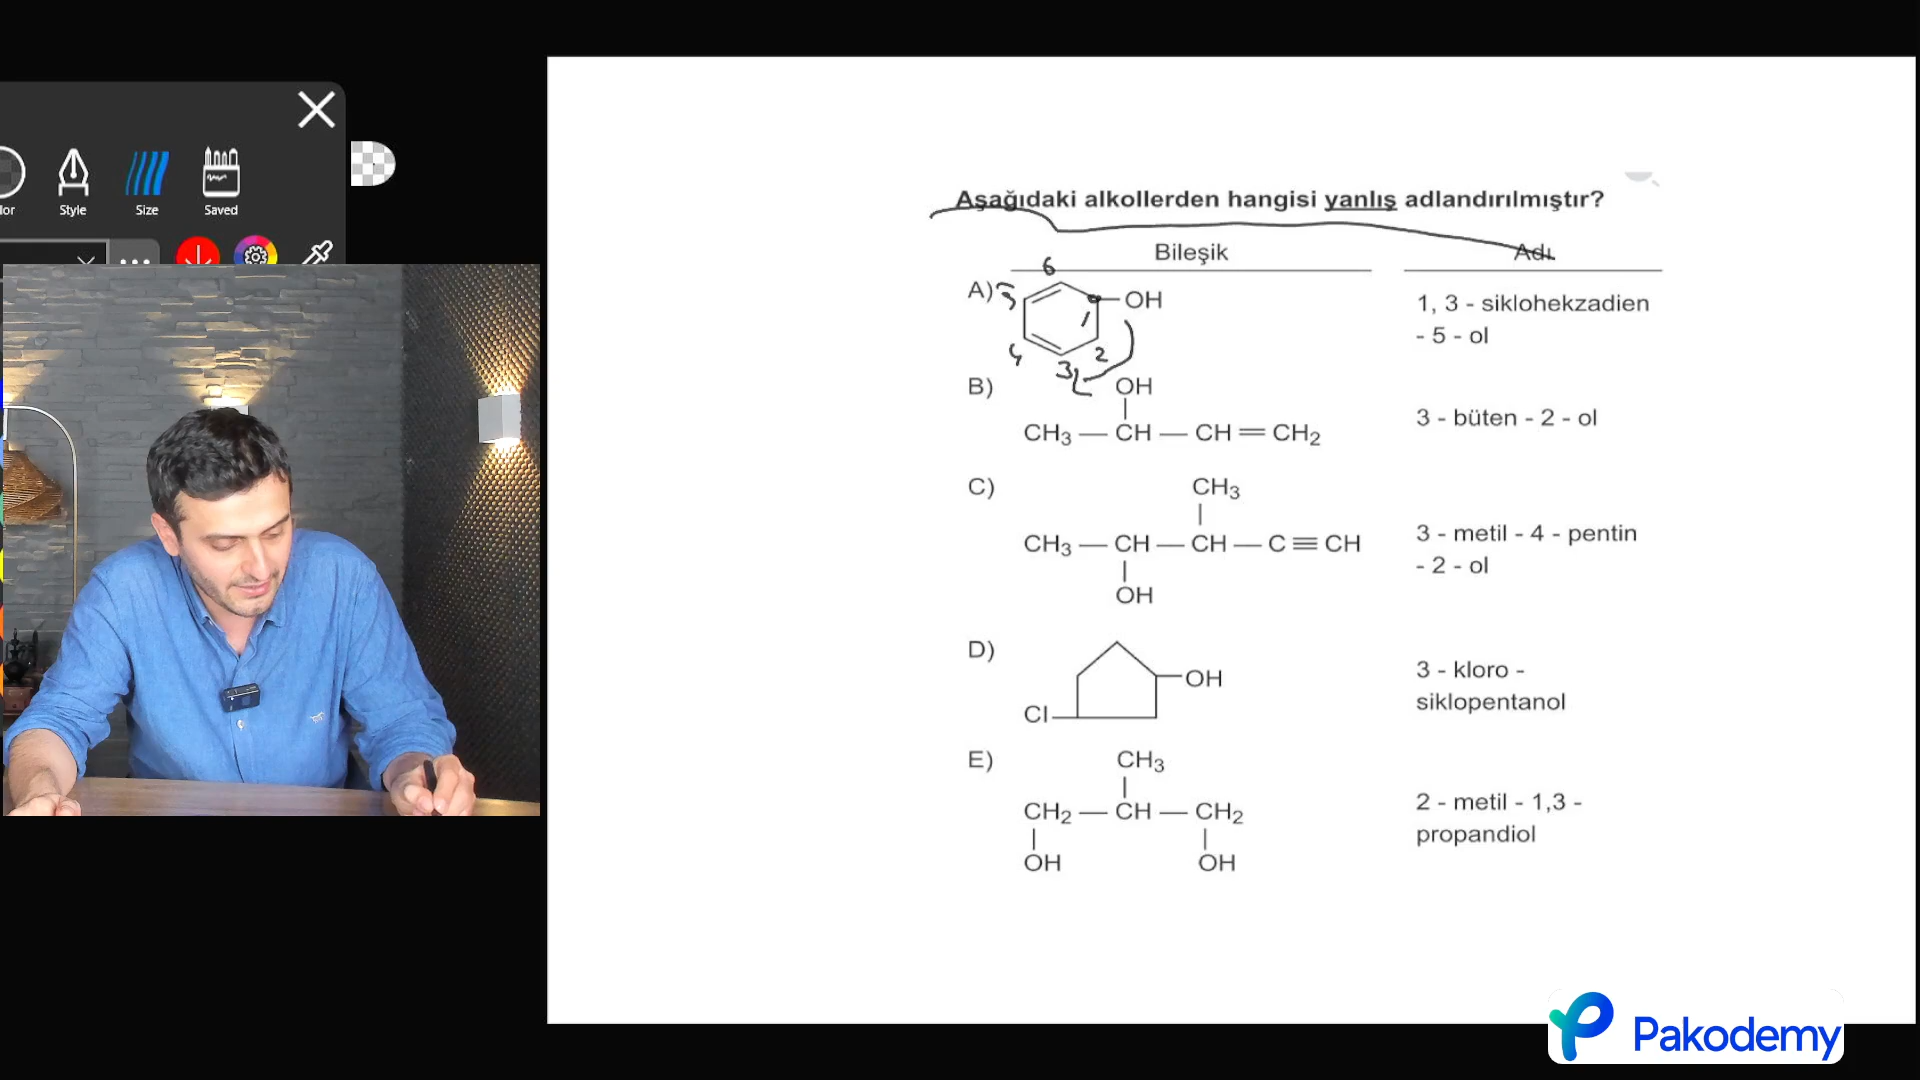 lor
Style
Size
Saved
Aşağıdaki alkollerden hangisi yanlış adlandırılmıştır?
Bileşik
Adı
A)
OH
6
5
1
4
3
2
1, 3 - siklohekzadien
- 5 - ol
B)
OH
CH3 — CH — CH = CH2
3 - büten - 2 - ol
C)
CH3
CH3 — CH — CH — C ≡ CH
OH
3 - metil - 4 - pentin
- 2 - ol
D)
OH
Cl
3 - kloro -
siklopentanol
E)
CH3
CH2 — CH — CH2
OH
OH
2 - metil - 1,3 -
propandiol
Pakodemy